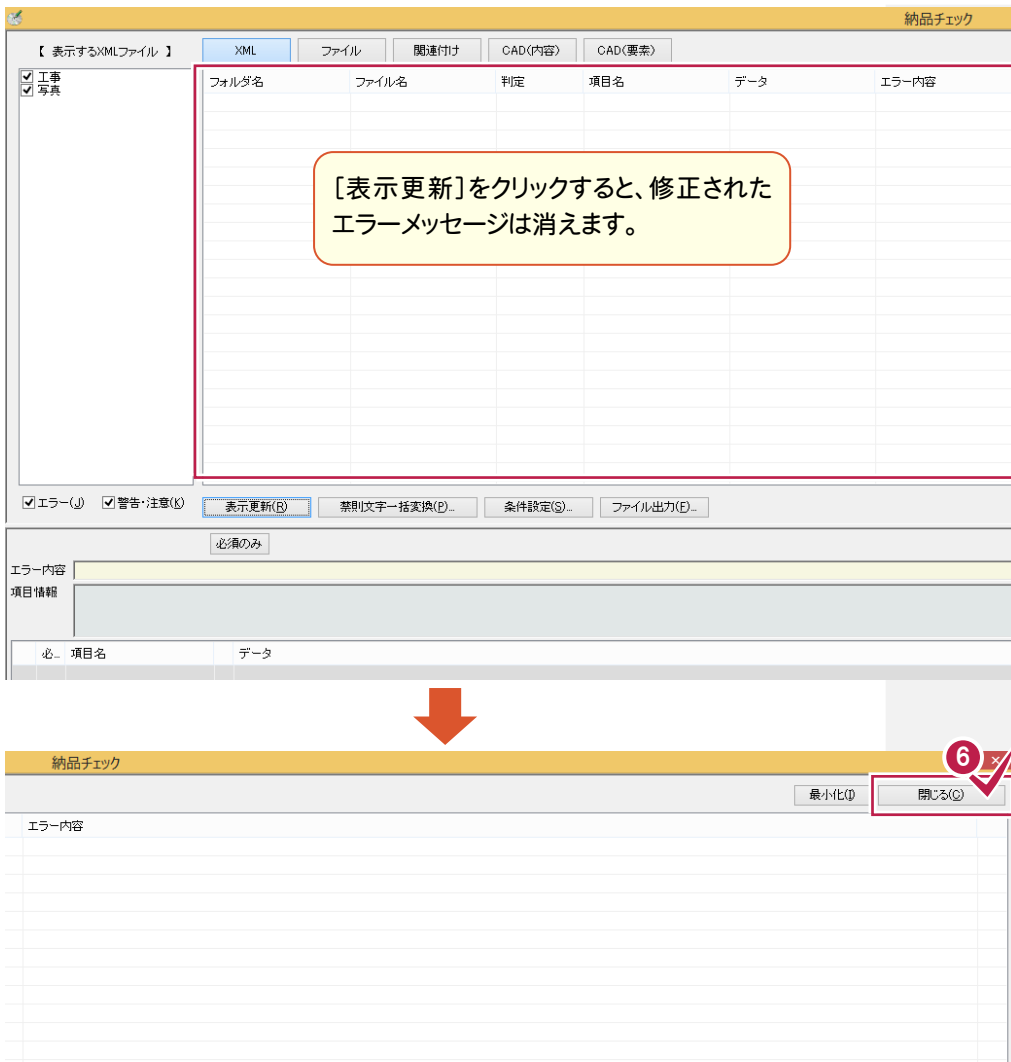 納品チェック
【 表示するXMLファイル 】
XML
ファイル
関連付け
CAD(内容)
CAD(要素)
工事
写真
フォルダ名
ファイル名
判定
項目名
データ
エラー内容
[表示更新]をクリックすると、修正された
エラーメッセージは消えます。
エラー(J)
警告・注意(K)
表示更新(R)
禁則文字一括変換(P)...
条件設定(S)...
ファイル出力(F)...
必須のみ
エラー内容
項目情報
必...
項目名
データ
納品チェック
6
×
最小化(I)
閉じる(C)
エラー内容